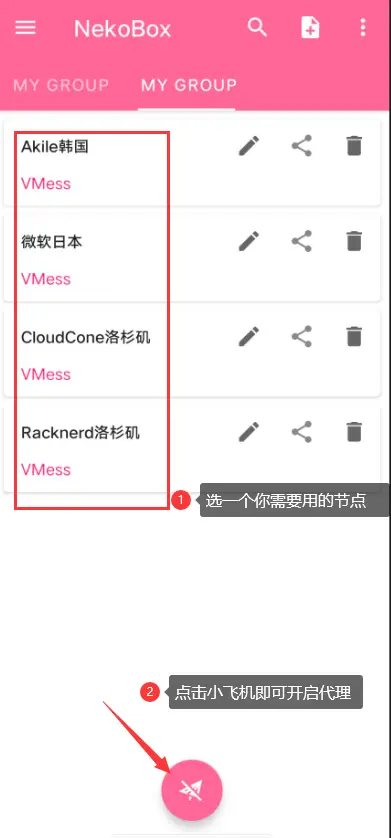 NekoBox
MY GROUP MY GROUP
Akile韩国
VMess
微软日本
VMess
CloudCone洛杉矶
VMess
Racknerd洛杉矶
VMess
1 选一个你需要用的节点
2 点击小飞机即可开启代理